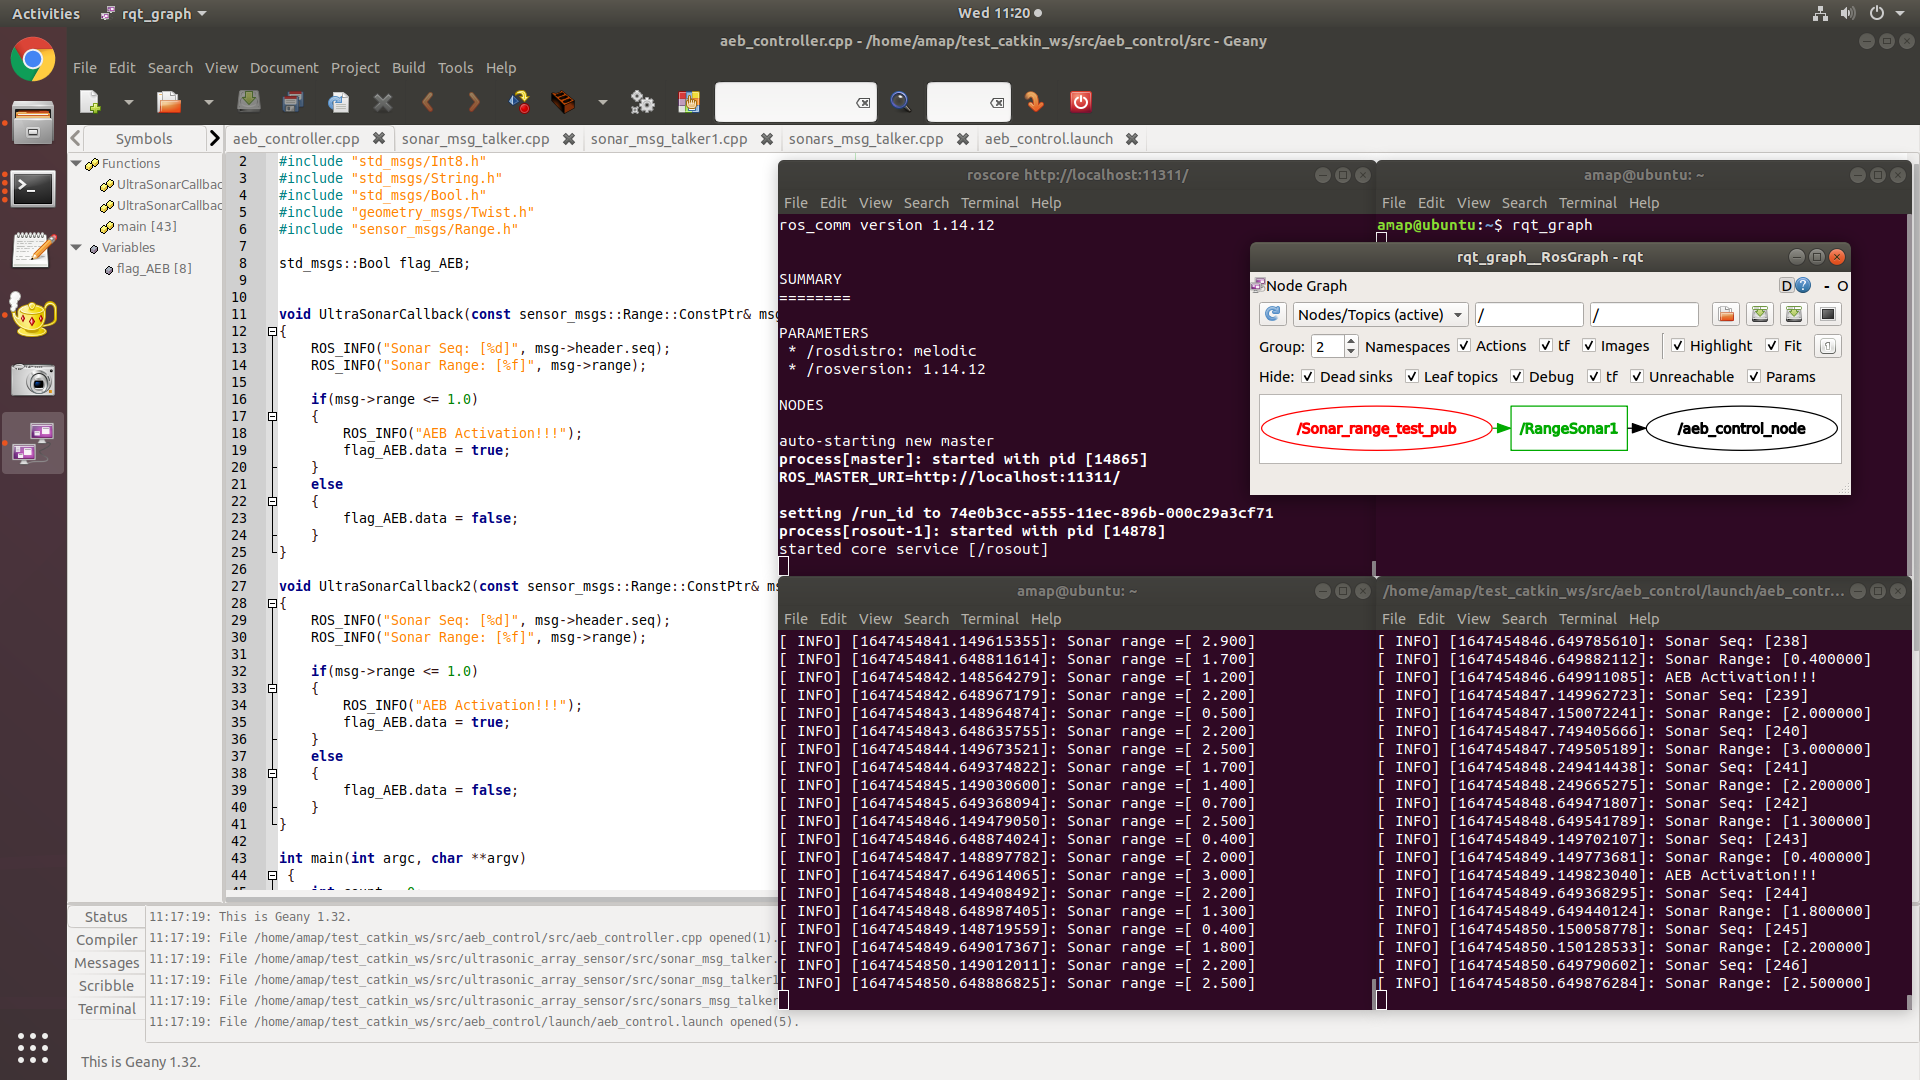 Activities rqt_graph Wed 11:20
aeb_controller.cpp - /home/amap/test_catkin_ws/src/aeb_control/src - Geany
File Edit Search View Document Project Build Tools Help
Symbols aeb_controller.cpp sonar_msg_talker.cpp sonar_msg_talker1.cpp sonars_msg_talker.cpp aeb_control.launch
Functions
UltraSonarCallbac
UltraSonarCallbac
main [43]
Variables
flag_AEB [8]
2 #include "std_msgs/Int8.h"
3 #include "std_msgs/String.h"
4 #include "std_msgs/Bool.h"
5 #include "geometry_msgs/Twist.h"
6 #include "sensor_msgs/Range.h"
7
8 std_msgs::Bool flag_AEB;
9
10
11 void UltraSonarCallback(const sensor_msgs::Range::ConstPtr& msg
12 {
13 ROS_INFO("Sonar Seq: [%d]", msg->header.seq);
14 ROS_INFO("Sonar Range: [%f]", msg->range);
15
16 if(msg->range <= 1.0)
17 {
18 ROS_INFO("AEB Activation!!!");
19 flag_AEB.data = true;
20 }
21 else
22 {
23 flag_AEB.data = false;
24 }
25 }
26
27 void UltraSonarCallback2(const sensor_msgs::Range::ConstPtr& ms
28 {
29 ROS_INFO("Sonar Seq: [%d]", msg->header.seq);
30 ROS_INFO("Sonar Range: [%f]", msg->range);
31
32 if(msg->range <= 1.0)
33 {
34 ROS_INFO("AEB Activation!!!");
35 flag_AEB.data = true;
36 }
37 else
38 {
39 flag_AEB.data = false;
40 }
41 }
42
43 int main(int argc, char **argv)
44 {
roscore http://localhost:11311/
File Edit View Search Terminal Help
ros_comm version 1.14.12
SUMMARY
========
PARAMETERS
* /rosdistro: melodic
* /rosversion: 1.14.12
NODES
auto-starting new master
process[master]: started with pid [14865]
ROS_MASTER_URI=http://localhost:11311/
setting /run_id to 74e0b3cc-a555-11ec-896b-000c29a3cf71
process[rosout-1]: started with pid [14878]
started core service [/rosout]
amap@ubuntu: ~
File Edit View Search Terminal Help
amap@ubuntu:~$ rqt_graph
rqt_graph__RosGraph - rqt
Node Graph D ? - O
Nodes/Topics (active) / /
Group: 2 Namespaces Actions tf Images Highlight Fit
Hide: Dead sinks Leaf topics Debug tf Unreachable Params
/Sonar_range_test_pub /RangeSonar1 /aeb_control_node
amap@ubuntu: ~
File Edit View Search Terminal Help
[ INFO] [1647454841.149615355]: Sonar range =[ 2.900]
[ INFO] [1647454841.648811614]: Sonar range =[ 1.700]
[ INFO] [1647454842.148564279]: Sonar range =[ 1.200]
[ INFO] [1647454842.648967179]: Sonar range =[ 2.200]
[ INFO] [1647454843.148964874]: Sonar range =[ 0.500]
[ INFO] [1647454843.648635755]: Sonar range =[ 2.200]
[ INFO] [1647454844.149673521]: Sonar range =[ 2.500]
[ INFO] [1647454844.649374822]: Sonar range =[ 1.700]
[ INFO] [1647454845.149030600]: Sonar range =[ 1.400]
[ INFO] [1647454845.649368094]: Sonar range =[ 0.700]
[ INFO] [1647454846.149479050]: Sonar range =[ 2.500]
[ INFO] [1647454846.648874024]: Sonar range =[ 0.400]
[ INFO] [1647454847.148897782]: Sonar range =[ 2.000]
[ INFO] [1647454847.649614065]: Sonar range =[ 3.000]
[ INFO] [1647454848.149408492]: Sonar range =[ 2.200]
[ INFO] [1647454848.648987405]: Sonar range =[ 1.300]
[ INFO] [1647454849.148719559]: Sonar range =[ 0.400]
[ INFO] [1647454849.649017367]: Sonar range =[ 1.800]
[ INFO] [1647454850.149012011]: Sonar range =[ 2.200]
[ INFO] [1647454850.648886825]: Sonar range =[ 2.500]
/home/amap/test_catkin_ws/src/aeb_control/launch/aeb_contr...
File Edit View Search Terminal Help
[ INFO] [1647454846.649785610]: Sonar Seq: [238]
[ INFO] [1647454846.649882112]: Sonar Range: [0.400000]
[ INFO] [1647454846.649911085]: AEB Activation!!!
[ INFO] [1647454847.149962723]: Sonar Seq: [239]
[ INFO] [1647454847.150072241]: Sonar Range: [2.000000]
[ INFO] [1647454847.749405666]: Sonar Seq: [240]
[ INFO] [1647454847.749505189]: Sonar Range: [3.000000]
[ INFO] [1647454848.249414438]: Sonar Seq: [241]
[ INFO] [1647454848.249665275]: Sonar Range: [2.200000]
[ INFO] [1647454848.649471807]: Sonar Seq: [242]
[ INFO] [1647454848.649541789]: Sonar Range: [1.300000]
[ INFO] [1647454849.149702107]: Sonar Seq: [243]
[ INFO] [1647454849.149773681]: Sonar Range: [0.400000]
[ INFO] [1647454849.149823040]: AEB Activation!!!
[ INFO] [1647454849.649368295]: Sonar Seq: [244]
[ INFO] [1647454849.649440124]: Sonar Range: [1.800000]
[ INFO] [1647454850.150058778]: Sonar Seq: [245]
[ INFO] [1647454850.150128533]: Sonar Range: [2.200000]
[ INFO] [1647454850.649790602]: Sonar Seq: [246]
[ INFO] [1647454850.649876284]: Sonar Range: [2.500000]
Status
Compiler
Messages
Scribble
Terminal
11:17:19: This is Geany 1.32.
11:17:19: File /home/amap/test_catkin_ws/src/aeb_control/src/aeb_controller.cpp opened(1).
11:17:19: File /home/amap/test_catkin_ws/src/ultrasonic_array_sensor/src/sonar_msg_talker.
11:17:19: File /home/amap/test_catkin_ws/src/ultrasonic_array_sensor/src/sonar_msg_talker1
11:17:19: File /home/amap/test_catkin_ws/src/ultrasonic_array_sensor/src/sonars_msg_talker
11:17:19: File /home/amap/test_catkin_ws/src/aeb_control/launch/aeb_control.launch opened(5).
This is Geany 1.32.